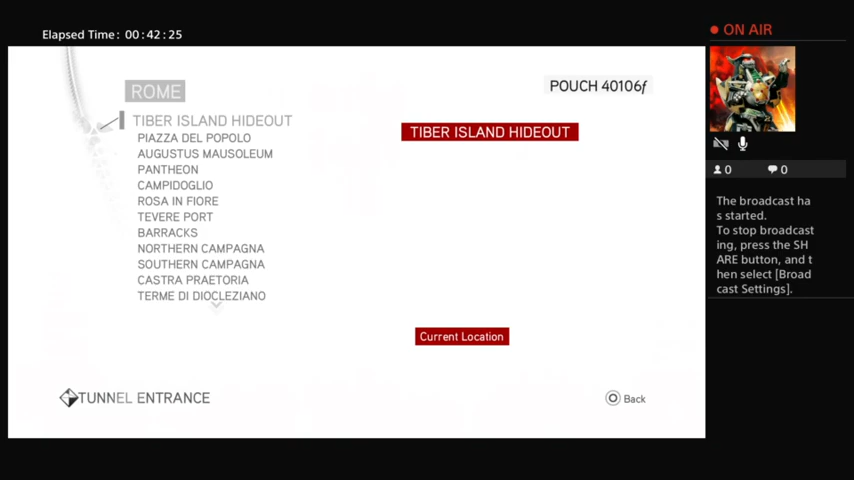 Elapsed Time: 00:42:25
ON AIR
ROME
POUCH 40106f
TIBER ISLAND HIDEOUT
PIAZZA DEL POPOLO
AUGUSTUS MAUSOLEUM
PANTHEON
CAMPIDOGLIO
ROSA IN FIORE
TEVERE PORT
BARRACKS
NORTHERN CAMPAGNA
SOUTHERN CAMPAGNA
CASTRA PRAETORIA
TERME DI DIOCLEZIANO
TIBER ISLAND HIDEOUT
Current Location
TUNNEL ENTRANCE
Back
0
0
The broadcast ha
s started.
To stop broadcast
ing, press the SH
ARE button, and t
hen select [Broad
cast Settings].